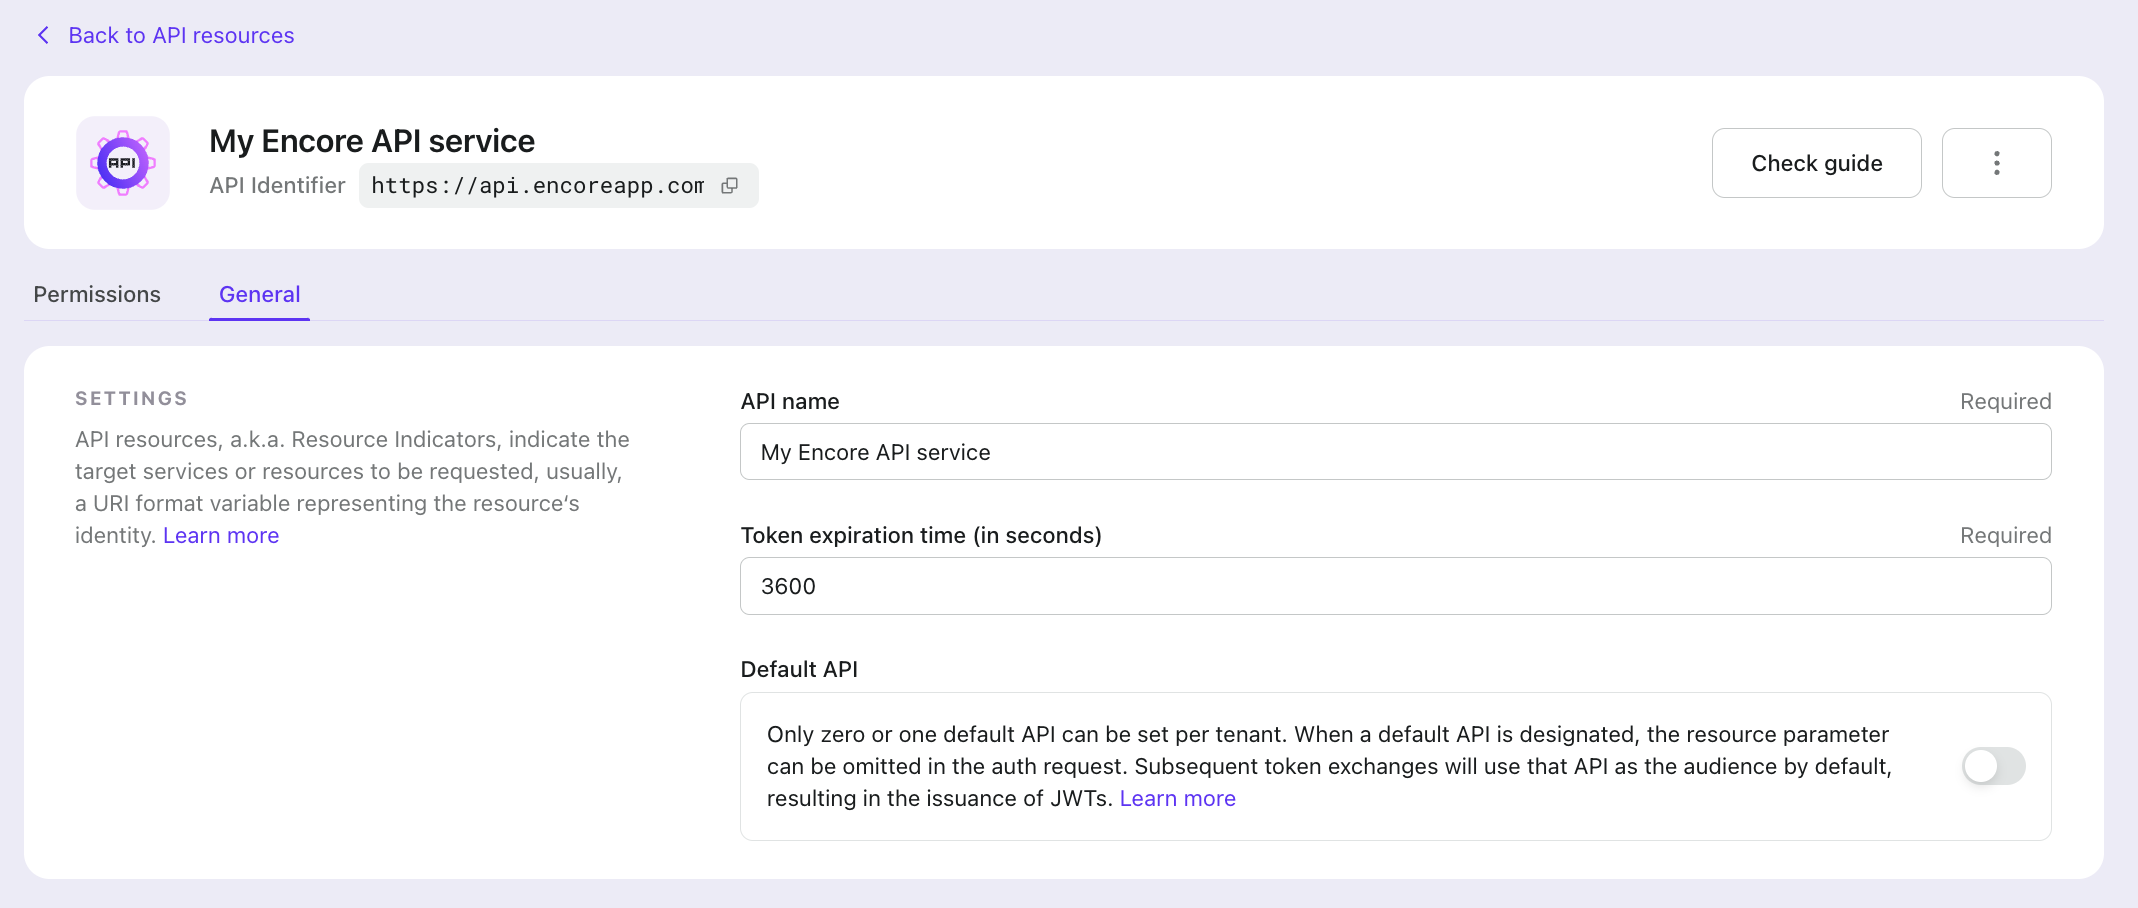 Back to API resources
API
My Encore API service
API Identifier https://api.encoreapp.com
Check guide
Permissions General
SETTINGS
API resources, a.k.a. Resource Indicators, indicate the
target services or resources to be requested, usually,
a URI format variable representing the resource‘s
identity. Learn more
API name Required
My Encore API service
Token expiration time (in seconds) Required
3600
Default API
Only zero or one default API can be set per tenant. When a default API is designated, the resource parameter
can be omitted in the auth request. Subsequent token exchanges will use that API as the audience by default,
resulting in the issuance of JWTs. Learn more